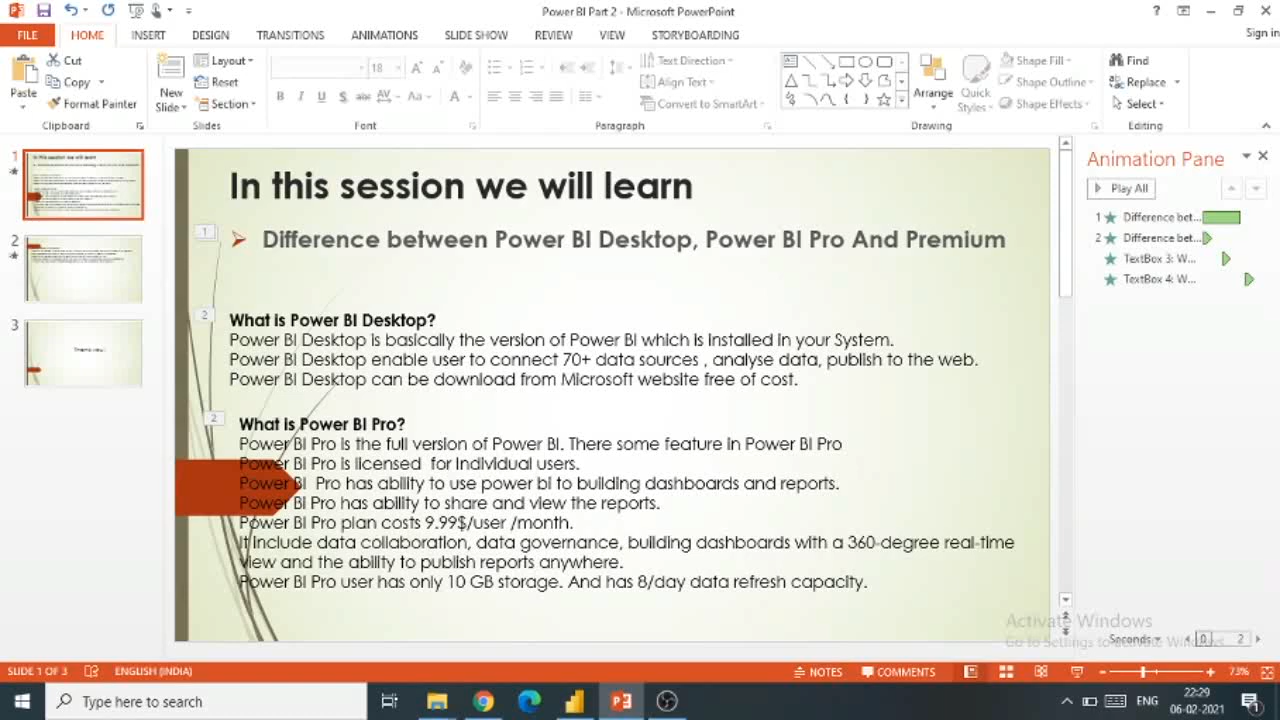 Power BI Part 2 - Microsoft PowerPoint
FILE HOME INSERT DESIGN TRANSITIONS ANIMATIONS SLIDE SHOW REVIEW VIEW STORYBOARDING Sign in
Paste
Cut
Copy
Format Painter
Clipboard
New Slide
Layout
Reset
Section
Slides
18
Font
Text Direction
Align Text
Convert to SmartArt
Paragraph
Arrange
Quick Styles
Shape Fill
Shape Outline
Shape Effects
Drawing
Find
Replace
Select
Editing
1
2
3
In this session we will learn
1
Difference between Power BI Desktop, Power BI Pro And Premium
2
What is Power BI Desktop?
Power BI Desktop is basically the version of Power BI which is installed in your System.
Power BI Desktop enable user to connect 70+ data sources , analyse data, publish to the web.
Power BI Desktop can be download from Microsoft website free of cost.
2
What is Power BI Pro?
Power BI Pro is the full version of Power BI. There some feature in Power BI Pro
Power BI Pro is licensed for individual users.
Power BI Pro has ability to use power bi to building dashboards and reports.
Power BI Pro has ability to share and view the reports.
Power BI Pro plan costs 9.99$/user /month.
It include data collaboration, data governance, building dashboards with a 360-degree real-time
view and the ability to publish reports anywhere.
Power BI Pro user has only 10 GB storage. And has 8/day data refresh capacity.
Animation Pane
Play All
1 Difference bet...
2 Difference bet...
TextBox 3: W...
TextBox 4: W...
Activate Windows
Go to Settings to activate Windows.
Seconds 0 2
SLIDE 1 OF 3 ENGLISH (INDIA) NOTES COMMENTS 73%
Type here to search
ENG
22:29
06-02-2021